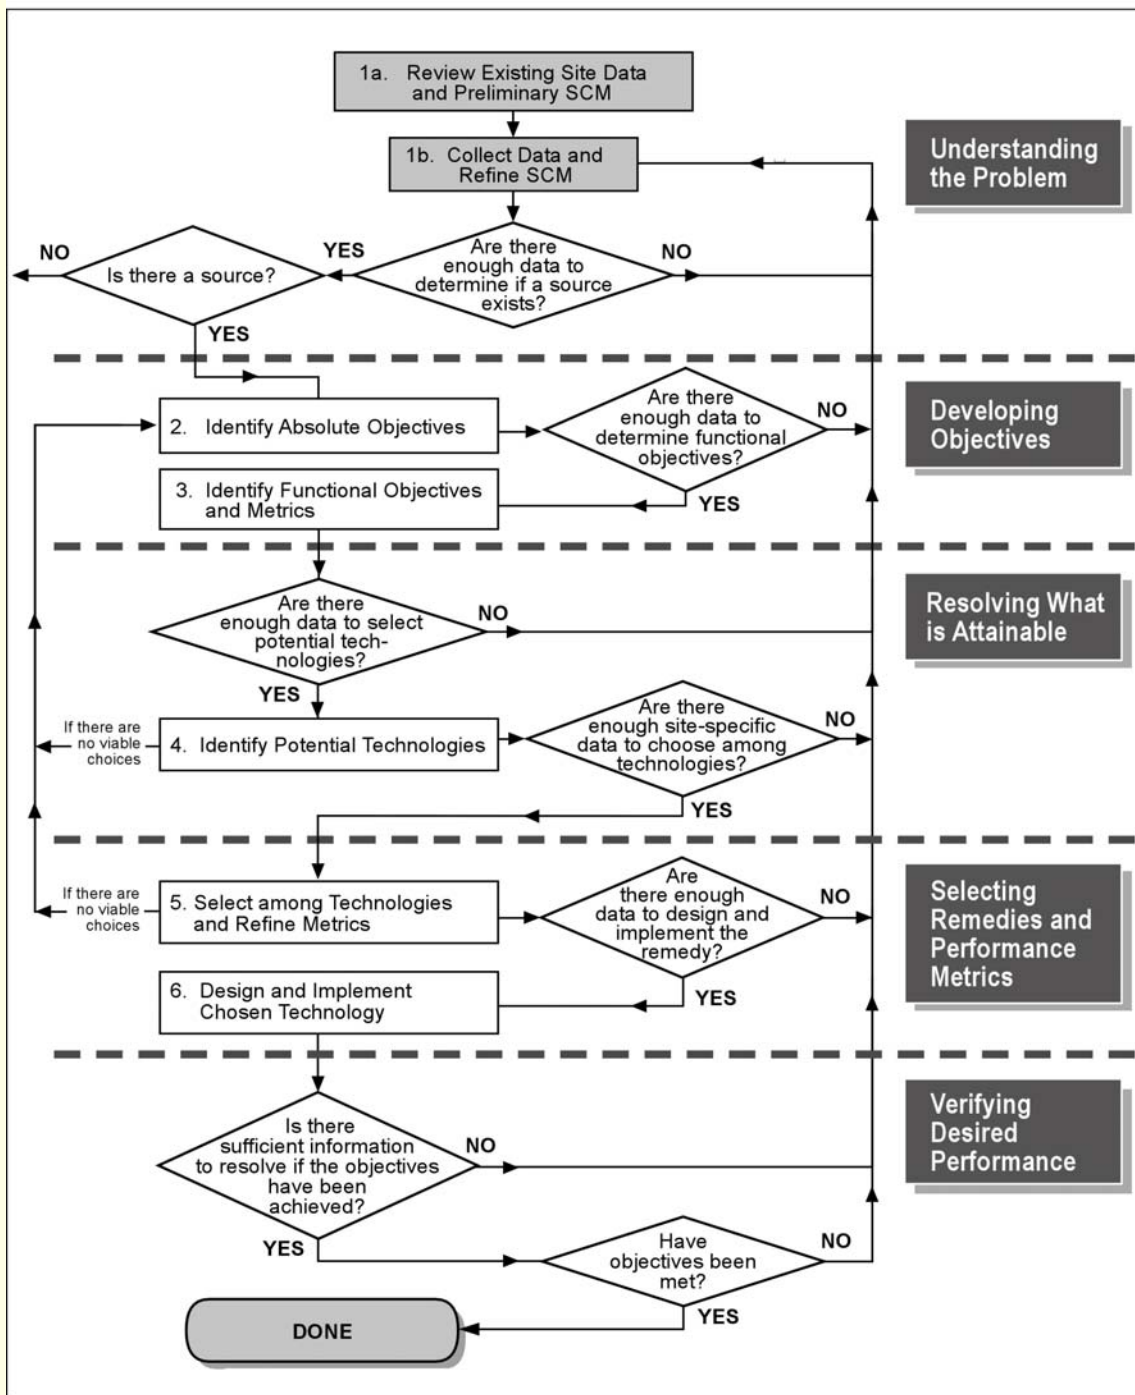 1a. Review Existing Site Data
and Preliminary SCM
1b. Collect Data and
Refine SCM
Understanding
the Problem
Are there
enough data to
determine if a source
exists?
YES
NO
Is there a source?
NO
YES
2. Identify Absolute Objectives
Are there
enough data to
determine functional
objectives?
NO
YES
Developing
Objectives
3. Identify Functional Objectives
and Metrics
Are there
enough data to select
potential tech-
nologies?
NO
YES
Resolving What
is Attainable
If there are
no viable
choices
4. Identify Potential Technologies
Are there
enough site-specific
data to choose among
technologies?
NO
YES
If there are
no viable
choices
5. Select among Technologies
and Refine Metrics
Are
there enough
data to design and
implement the
remedy?
NO
YES
Selecting
Remedies and
Performance
Metrics
6. Design and Implement
Chosen Technology
Is there
sufficient information
to resolve if the objectives
have been
achieved?
NO
YES
Verifying
Desired
Performance
Have
objectives been
met?
NO
YES
DONE